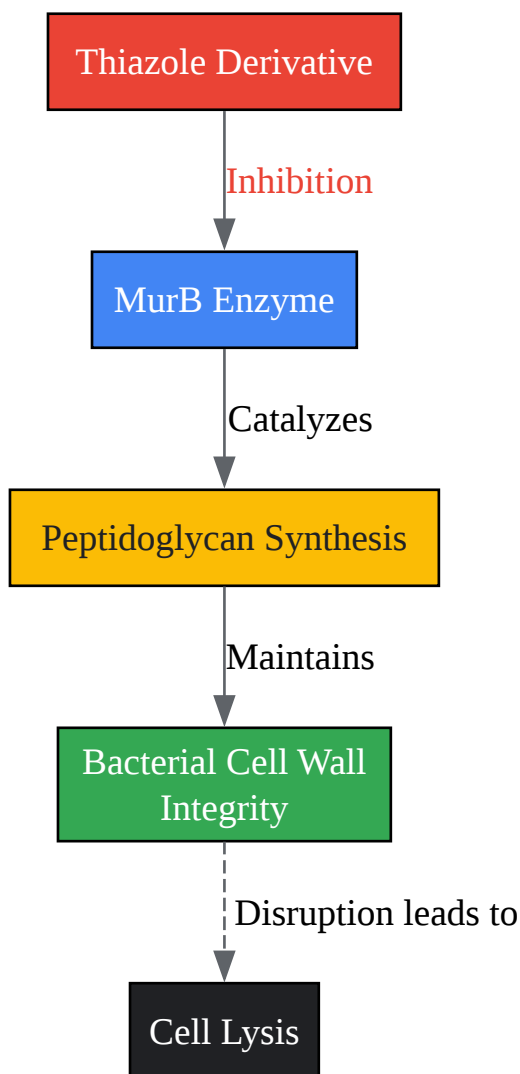 Thiazole Derivative
Inhibition
MurB Enzyme
Catalyzes
Peptidoglycan Synthesis
Maintains
Bacterial Cell Wall
Integrity
Disruption leads to
Cell Lysis